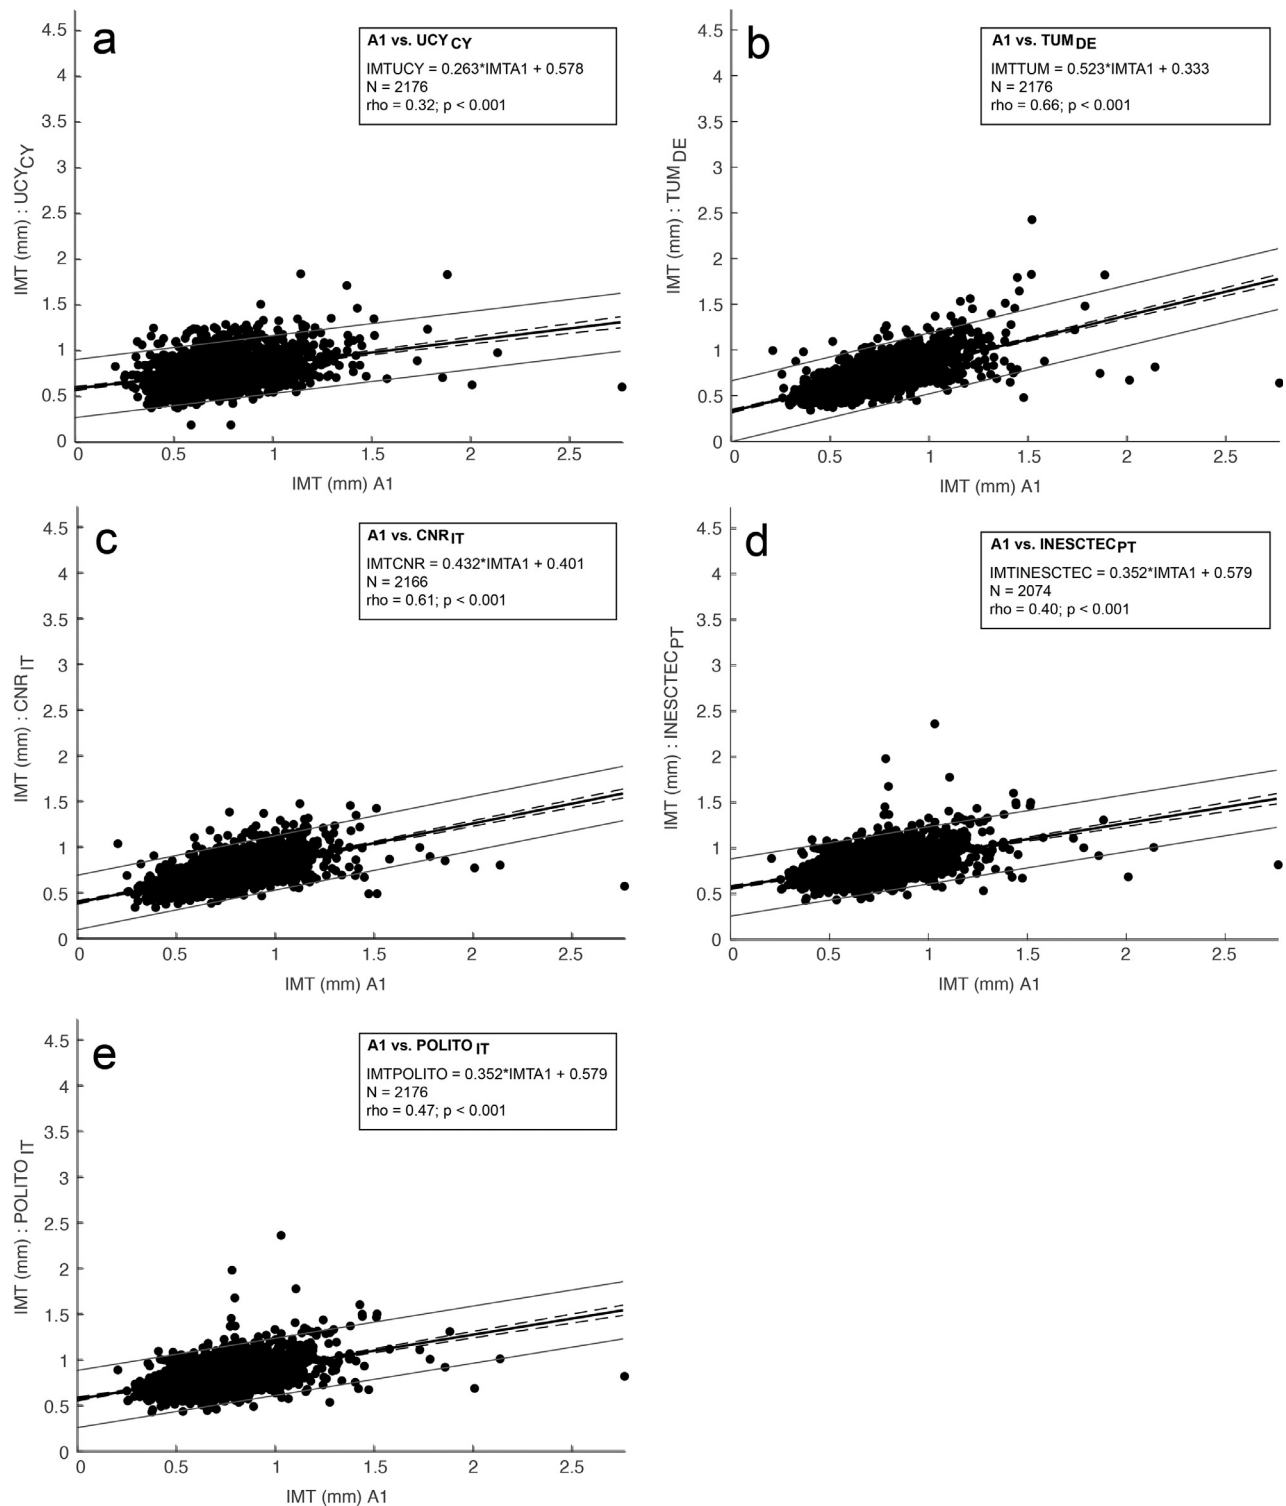 a
A1 vs. UCY CY
IMTUCY = 0.263*IMTA1 + 0.578
N = 2176
rho = 0.32; p < 0.001
4.5
4
3.5
3
2.5
2
1.5
1
0.5
0
IMT (mm) : UCY CY
0
0.5
1
1.5
2
2.5
IMT (mm) A1
b
A1 vs. TUM DE
IMTTUM = 0.523*IMTA1 + 0.333
N = 2176
rho = 0.66; p < 0.001
4.5
4
3.5
3
2.5
2
1.5
1
0.5
0
IMT (mm) : TUM DE
0
0.5
1
1.5
2
2.5
IMT (mm) A1
c
A1 vs. CNR IT
IMTCNR = 0.432*IMTA1 + 0.401
N = 2166
rho = 0.61; p < 0.001
4.5
4
3.5
3
2.5
2
1.5
1
0.5
0
IMT (mm) : CNR IT
0
0.5
1
1.5
2
2.5
IMT (mm) A1
d
A1 vs. INESCTEC PT
IMTINESCTEC = 0.352*IMTA1 + 0.579
N = 2074
rho = 0.40; p < 0.001
4.5
4
3.5
3
2.5
2
1.5
1
0.5
0
IMT (mm) : INESCTEC PT
0
0.5
1
1.5
2
2.5
IMT (mm) A1
e
A1 vs. POLITO IT
IMTPOLITO = 0.352*IMTA1 + 0.579
N = 2176
rho = 0.47; p < 0.001
4.5
4
3.5
3
2.5
2
1.5
1
0.5
0
IMT (mm) : POLITO IT
0
0.5
1
1.5
2
2.5
IMT (mm) A1